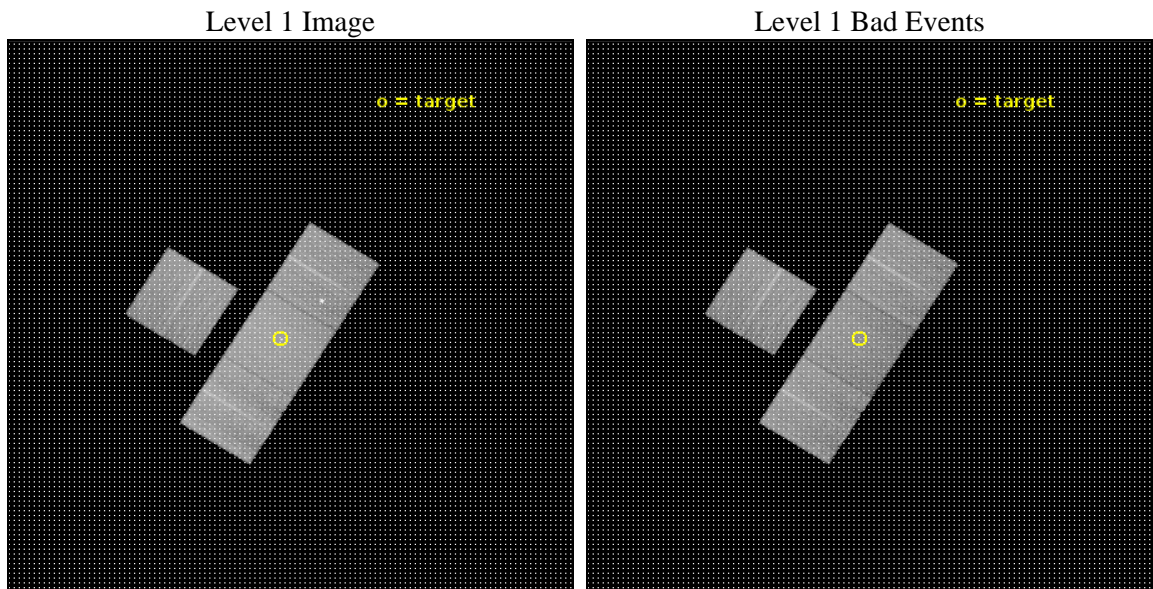 Level 1 Image
Level 1 Bad Events
o = target
o = target